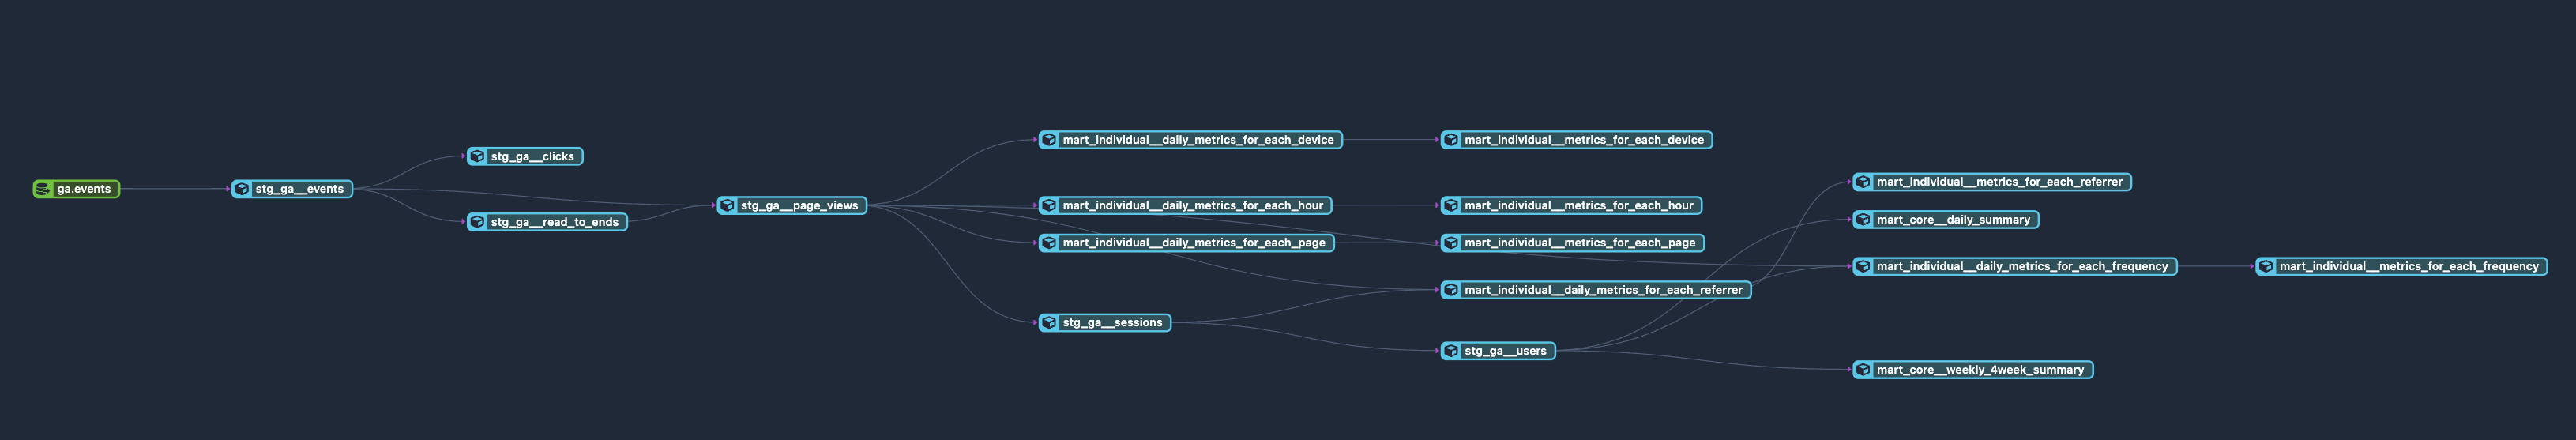 ga.events
stg_ga__events
stg_ga__clicks
stg_ga__read_to_ends
stg_ga__page_views
mart_individual__daily_metrics_for_each_device
mart_individual__daily_metrics_for_each_hour
mart_individual__daily_metrics_for_each_page
stg_ga__sessions
mart_individual__metrics_for_each_device
mart_individual__metrics_for_each_hour
mart_individual__metrics_for_each_page
mart_individual__daily_metrics_for_each_referrer
stg_ga__users
mart_individual__metrics_for_each_referrer
mart_core__daily_summary
mart_individual__daily_metrics_for_each_frequency
mart_core__weekly_4week_summary
mart_individual__metrics_for_each_frequency